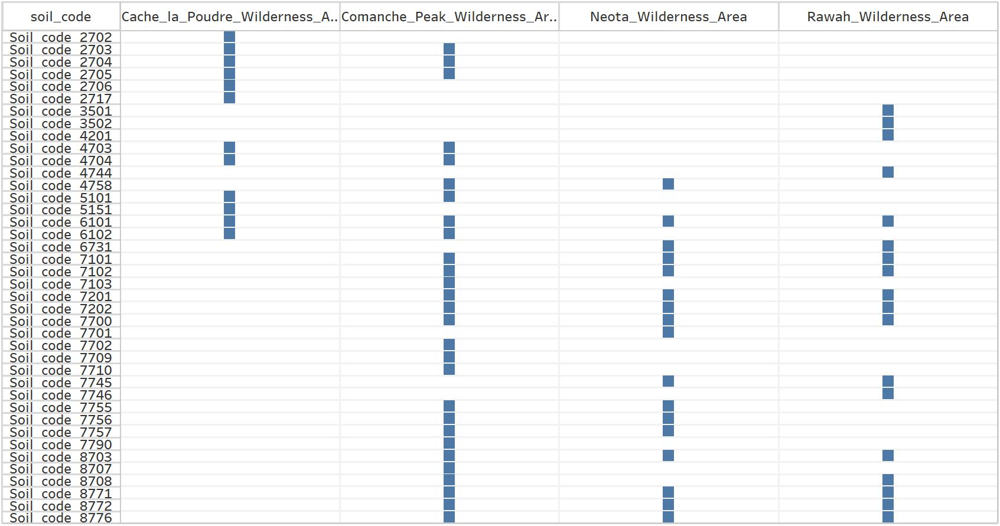 soil_code Cache_la_Poudre_Wilderness_A.. Comanche_Peak_Wilderness_Ar.. Neota_Wilderness_Area Rawah_Wilderness_Area
Soil code 2702
Soil code 2703
Soil code 2704
Soil code 2705
Soil code 2706
Soil code 2717
Soil code 3501
Soil code 3502
Soil code 4201
Soil code 4703
Soil code 4704
Soil code 4744
Soil code 4758
Soil code 5101
Soil code 5151
Soil code 6101
Soil code 6102
Soil code 6731
Soil code 7101
Soil code 7102
Soil code 7103
Soil code 7201
Soil code 7202
Soil code 7700
Soil code 7701
Soil code 7702
Soil code 7709
Soil code 7710
Soil code 7745
Soil code 7746
Soil code 7755
Soil code 7756
Soil code 7757
Soil code 7790
Soil code 8703
Soil code 8707
Soil code 8708
Soil code 8771
Soil code 8772
Soil code 8776